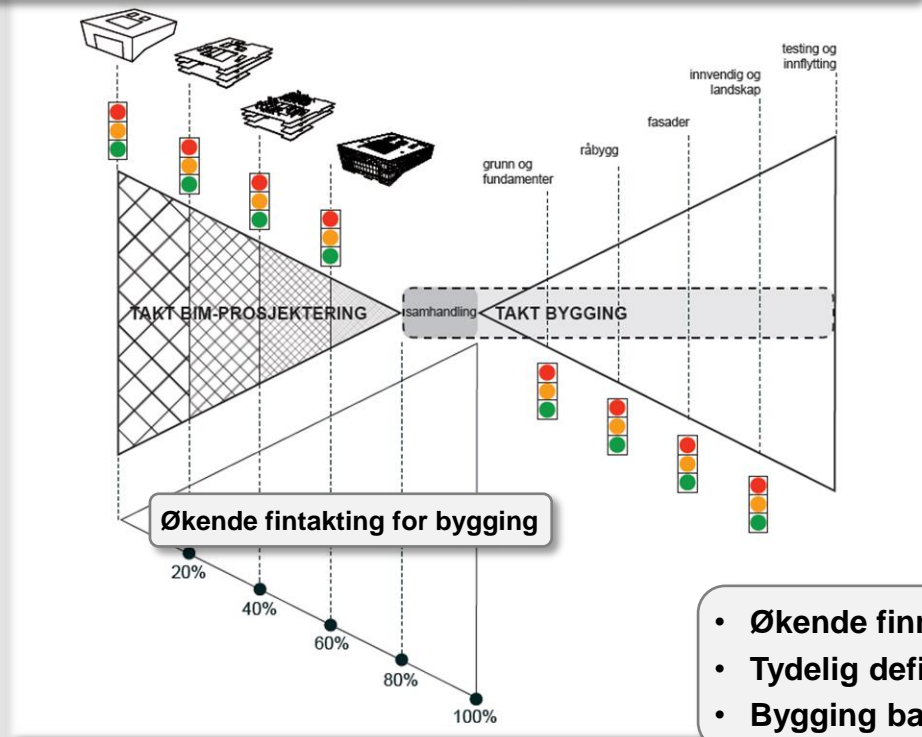 testing og
innflytting
innvendig og
landskap
fasader
råbygg
grunn og
fundamenter
TAKT BIM-PROSJEKTERING
samhandling
TAKT BYGGING
Økende fintakting for bygging
20%
40%
60%
80%
100%
• Økende fin
• Tydelig defi
• Bygging ba